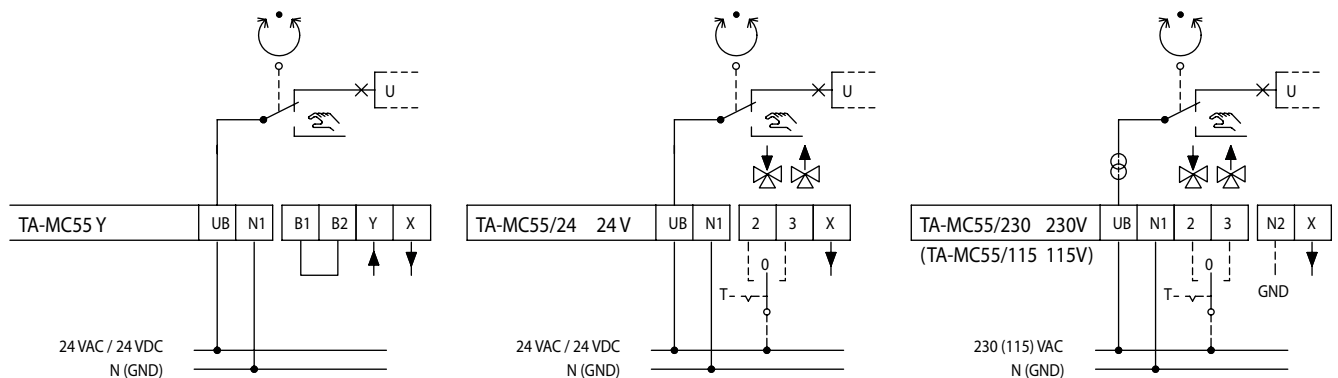 U
TA-MC55 Y UB N1 B1 B2 Y X
24 VAC / 24 VDC
N (GND)
U
TA-MC55/24 24 V UB N1 2 3 X
0
T
24 VAC / 24 VDC
N (GND)
U
TA-MC55/230 230V UB N1 2 3 N2 X
(TA-MC55/115 115V)
0
T
GND
230 (115) VAC
N (GND)